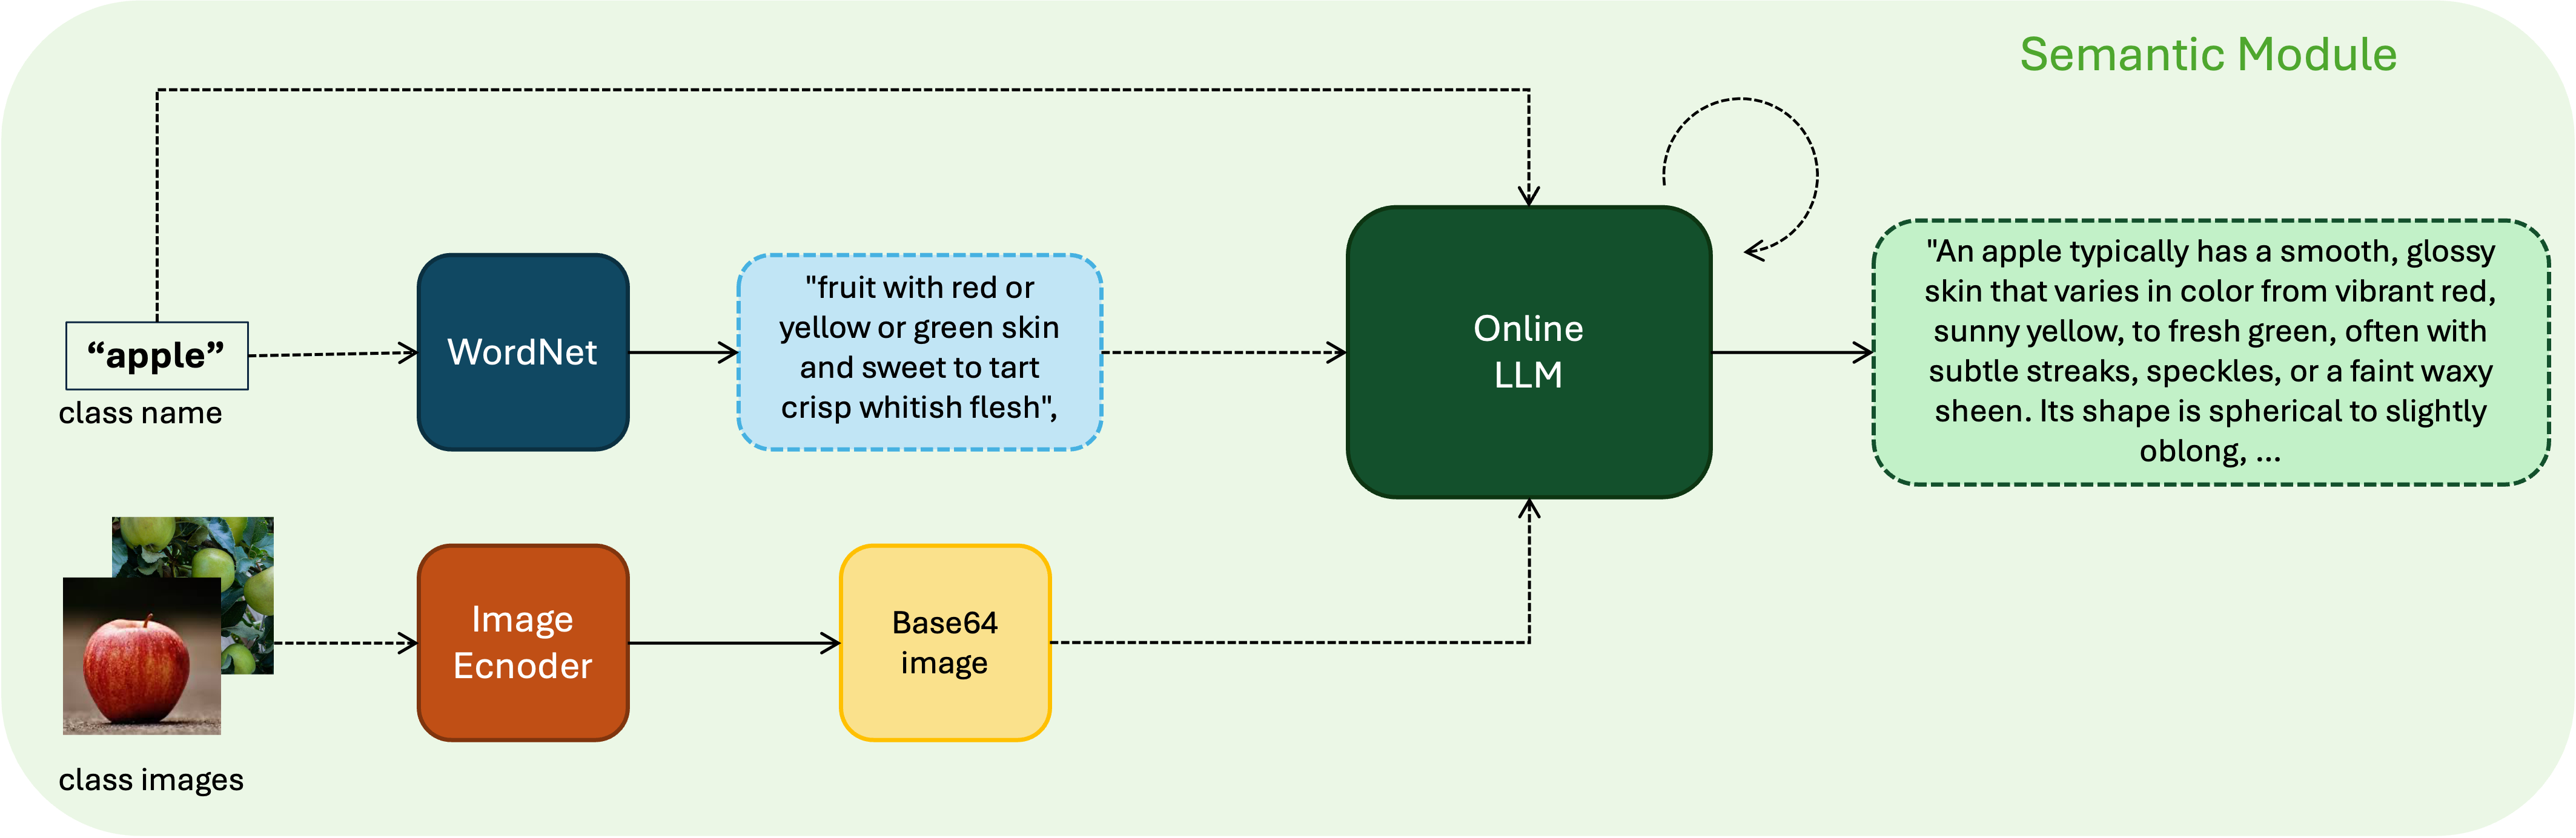 Semantic Module
“apple”
class name
WordNet
"fruit with red or
yellow or green skin
and sweet to tart
crisp whitish flesh",
Online
LLM
"An apple typically has a smooth, glossy
skin that varies in color from vibrant red,
sunny yellow, to fresh green, often with
subtle streaks, speckles, or a faint waxy
sheen. Its shape is spherical to slightly
oblong, ...
class images
Image
Ecnoder
Base64
image